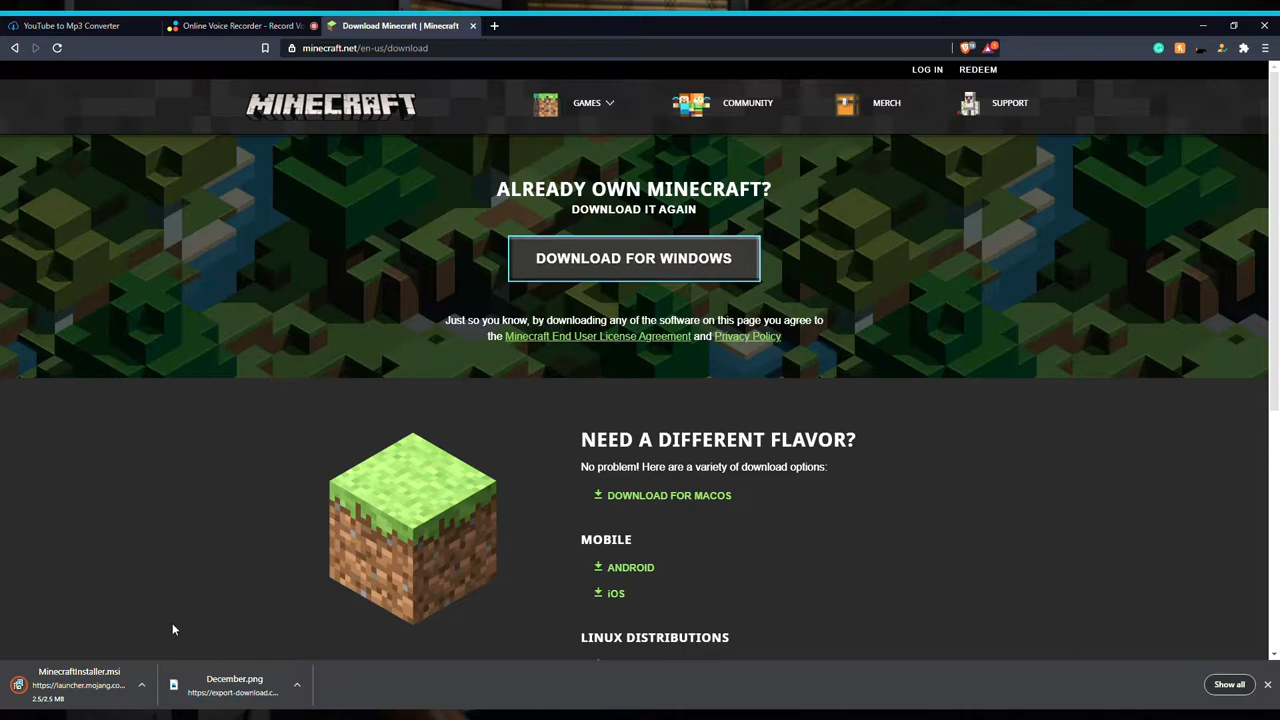 YouTube to Mp3 Converter
Online Voice Recorder - Record Vo
Download Minecraft | Minecraft
minecraft.net/en-us/download
LOG IN
REDEEM
MINECRAFT
GAMES
COMMUNITY
MERCH
SUPPORT
ALREADY OWN MINECRAFT?
DOWNLOAD IT AGAIN
DOWNLOAD FOR WINDOWS
Just so you know, by downloading any of the software on this page you agree to
the Minecraft End User License Agreement and Privacy Policy
NEED A DIFFERENT FLAVOR?
No problem! Here are a variety of download options:
DOWNLOAD FOR MACOS
MOBILE
ANDROID
iOS
LINUX DISTRIBUTIONS
MinecraftInstaller.msi
https://launcher.mojang.co...
2.5/2.5 MB
December.png
https://export-download.c...
Show all